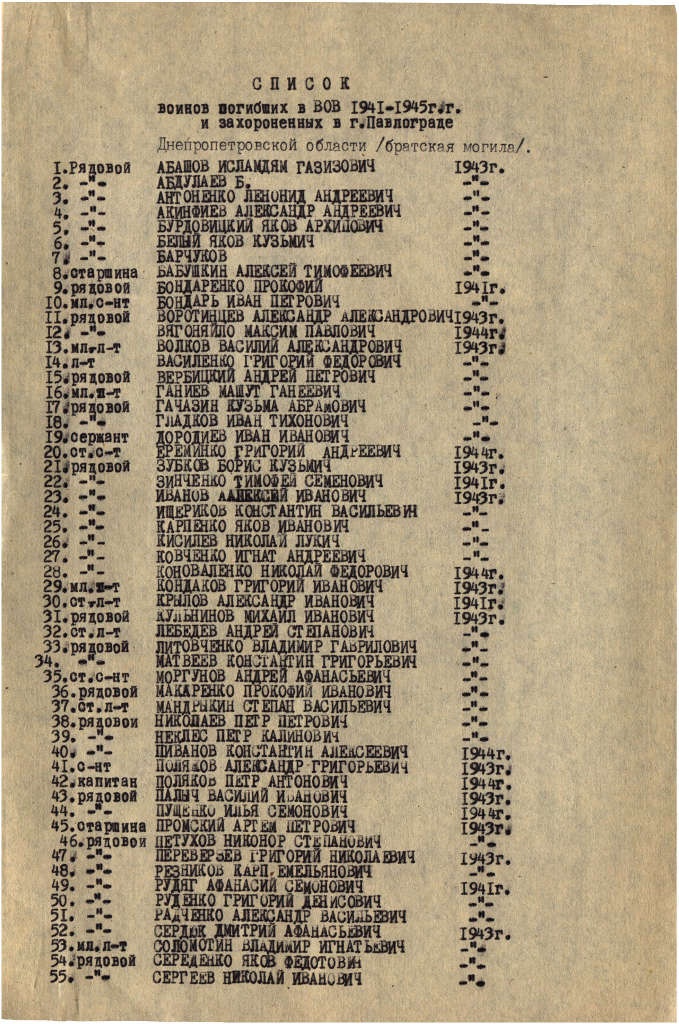 СПИСОК
воинов погибших в ВОВ 1941-1945г.г.
и захороненных в г.Павлограде
Днепропетровской области /братская могила/.
1.Рядовой АБАШОВ ИСЛАМДЯМ ГАЗИЗОВИЧ 1943г.
2. -"- АБДУЛАЕВ Б. -"-
3. -"- АНТОНЕНКО ЛЕНОНИД АНДРЕЕВИЧ -"-
4. -"- АКИНФИЕВ АЛЕКСАНДР АНДРЕЕВИЧ -"-
5. -"- БУРДОВИЦКИЙ ЯКОВ АРХИПОВИЧ -"-
6. -"- БЕЛЫЙ ЯКОВ КУЗЬМИЧ -"-
7. -"- БАРЧУКОВ -"-
8.старшина БАБУШКИН АЛЕКСЕЙ ТИМОФЕЕВИЧ -"-
9.рядовой БОНДАРЕНКО ПРОКОФИЙ 1941г.
10.мл.с-нт БОНДАРЬ ИВАН ПЕТРОВИЧ -"-
11.рядовой ВОРОТИНЦЕВ АЛЕКСАНДР АЛЕКСАНДРОВИЧ 1943г.
12. -"- ВЯГОНЯЙЛО МАКСИМ ПАВЛОВИЧ 1944г.
13.мл.л-т ВОЛКОВ ВАСИЛИЙ АЛЕКСАНДРОВИЧ 1943г.
14.л-т ВАСИЛЕНКО ГРИГОРИЙ ФЕДОРОВИЧ -"-
15.рядовой ВЕРБИЦКИЙ АНДРЕЙ ПЕТРОВИЧ -"-
16.мл.л-т ГАНИЕВ МАШУТ ГАНЕЕВИЧ -"-
17.рядовой ГАЧАЗИН КУЗЬМА АБРАМОВИЧ -"-
18. -"- ГЛАДКОВ ИВАН ТИХОНОВИЧ -"-
19.сержант ДОРОДИЕВ ИВАН ИВАНОВИЧ -"-
20.ст.с-т ЕРЕМИНКО ГРИГОРИЙ АНДРЕЕВИЧ 1944г.
21.рядовой ЗУБКОВ БОРИС КУЗЬМИЧ 1943г.
22. -"- ЗИНЧЕНКО ТИМОФЕЙ СЕМЕНОВИЧ 1941г.
23. -"- ИВАНОВ ААЛЕКСЕЙ ИВАНОВИЧ 1943г.
24. -"- ИЩЕРИКОВ КОНСТАНТИН ВАСИЛЬЕВИЧ -"-
25. -"- КАРПЕНКО ЯКОВ ИВАНОВИЧ -"-
26. -"- КИСИЛЕВ НИКОЛАЙ ЛУКИЧ -"-
27. -"- КОВЧЕНКО ИГНАТ АНДРЕЕВИЧ -"-
28. -"- КОНОВАЛЕНКО НИКОЛАЙ ФЕДОРОВИЧ 1944г.
29.мл.л-т КОНДАКОВ ГРИГОРИЙ ИВАНОВИЧ 1943г.
30.ст.л-т КРЫЛОВ АЛЕКСАНДР ИВАНОВИЧ 1941г.
31.рядовой КУЛЬНИНОВ МИХАИЛ ИВАНОВИЧ 1943г.
32.ст.л-т ЛЕБЕДЕВ АНДРЕЙ СТЕПАНОВИЧ -"-
33.рядовой ЛИТОВЧЕНКО ВЛАДИМИР ГАВРИЛОВИЧ -"-
34. -"- МАТВЕЕВ КОНСТАНТИН ГРИГОРЬЕВИЧ -"-
35.ст.с-нт МОРГУНОВ АНДРЕЙ АФАНАСЬЕВИЧ -"-
36.рядовой МАКАРЕНКО ПРОКОФИЙ ИВАНОВИЧ -"-
37.ст.л-т МАНДРЫКИН СТЕПАН ВАСИЛЬЕВИЧ -"-
38.рядовой НИКОЛАЕВ ПЕТР ПЕТРОВИЧ -"-
39. -"- НЕКЛЕС ПЕТР КАЛИНОВИЧ -"-
40. -"- ПИВАНОВ КОНСТАНТИН АЛЕКСЕЕВИЧ 1944г.
41.с-нт ПОЛЯКОВ АЛЕКСАНДР ГРИГОРЬЕВИЧ 1943г.
42.капитан ПОЛЯКОВ ПЕТР АНТОНОВИЧ 1944г.
43.рядовой ПАЛЫЧ ВАСИЛИЙ ИВАНОВИЧ 1943г.
44. -"- ПУЩЕНКО ИЛЬЯ СЕМОНОВИЧ 1944г.
45.старшина ПРОМСКИЙ АРТЕМ ПЕТРОВИЧ 1943г.
46.рядовой ПЕТУХОВ НИКОНОР СТЕПАНОВИЧ -"-
47. -"- ПЕРЕВЕРЗЕВ ГРИГОРИЙ НИКОЛАЕВИЧ 1943г.
48. -"- РЕЗНИКОВ КАРП ЕМЕЛЬЯНОВИЧ -"-
49. -"- РУДЯГ АФАНАСИЙ СЕМОНОВИЧ 1941г.
50. -"- РУДЕНКО ГРИГОРИЙ ДЕНИСОВИЧ -"-
51. -"- РАДЧЕНКО АЛЕКСАНДР ВАСИЛЬЕВИЧ -"-
52. -"- СЕРДЮК ДМИТРИЙ АФАНАСЬЕВИЧ 1943г.
53.мл.л-т СОЛОМОТИН ВЛАДИМИР ИГНАТЬЕВИЧ -"-
54.рядовой СЕРЕДЕНКО ЯКОВ ФЕДОТОВИЧ -"-
55. -"- СЕРГЕЕВ НИКОЛАЙ ИВАНОВИЧ -"-